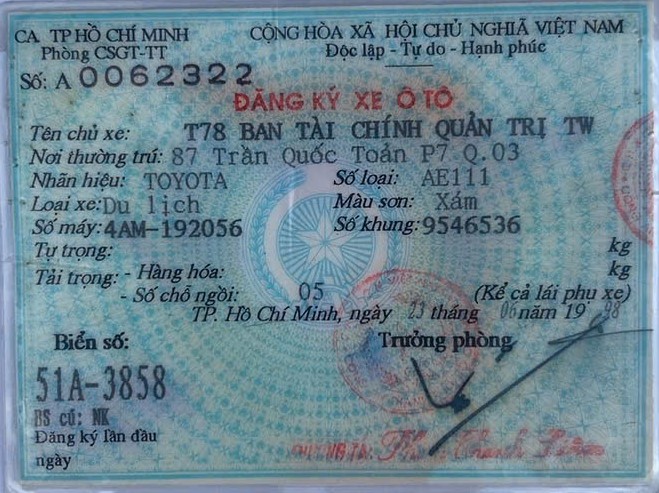 CA TP HỒ CHÍ MINH
Phòng CSGT-TT
CỘNG HÒA XÃ HỘI CHỦ NGHĨA VIỆT NAM
Độc lập - Tự do - Hạnh phúc
Số: A 0062322
ĐĂNG KÝ XE Ô TÔ
Tên chủ xe: T78 BAN TÀI CHÍNH QUẢN TRỊ TW
Nơi thường trú: 87 Trần Quốc Toản P7 Q.03
Nhãn hiệu: TOYOTA Số loại: AE111
Loại xe: Du lịch Màu sơn: Xám
Số máy: 4AM-192056 Số khung: 9546536
Tự trọng: kg
Tải trọng: - Hàng hóa: kg
- Số chỗ ngồi: 05 (Kể cả lái phụ xe)
TP. Hồ Chí Minh, ngày 23 tháng 06 năm 19 98
Biển số: Trưởng phòng
51A-3858
BS cú: NK
Đăng ký lần đầu
ngày